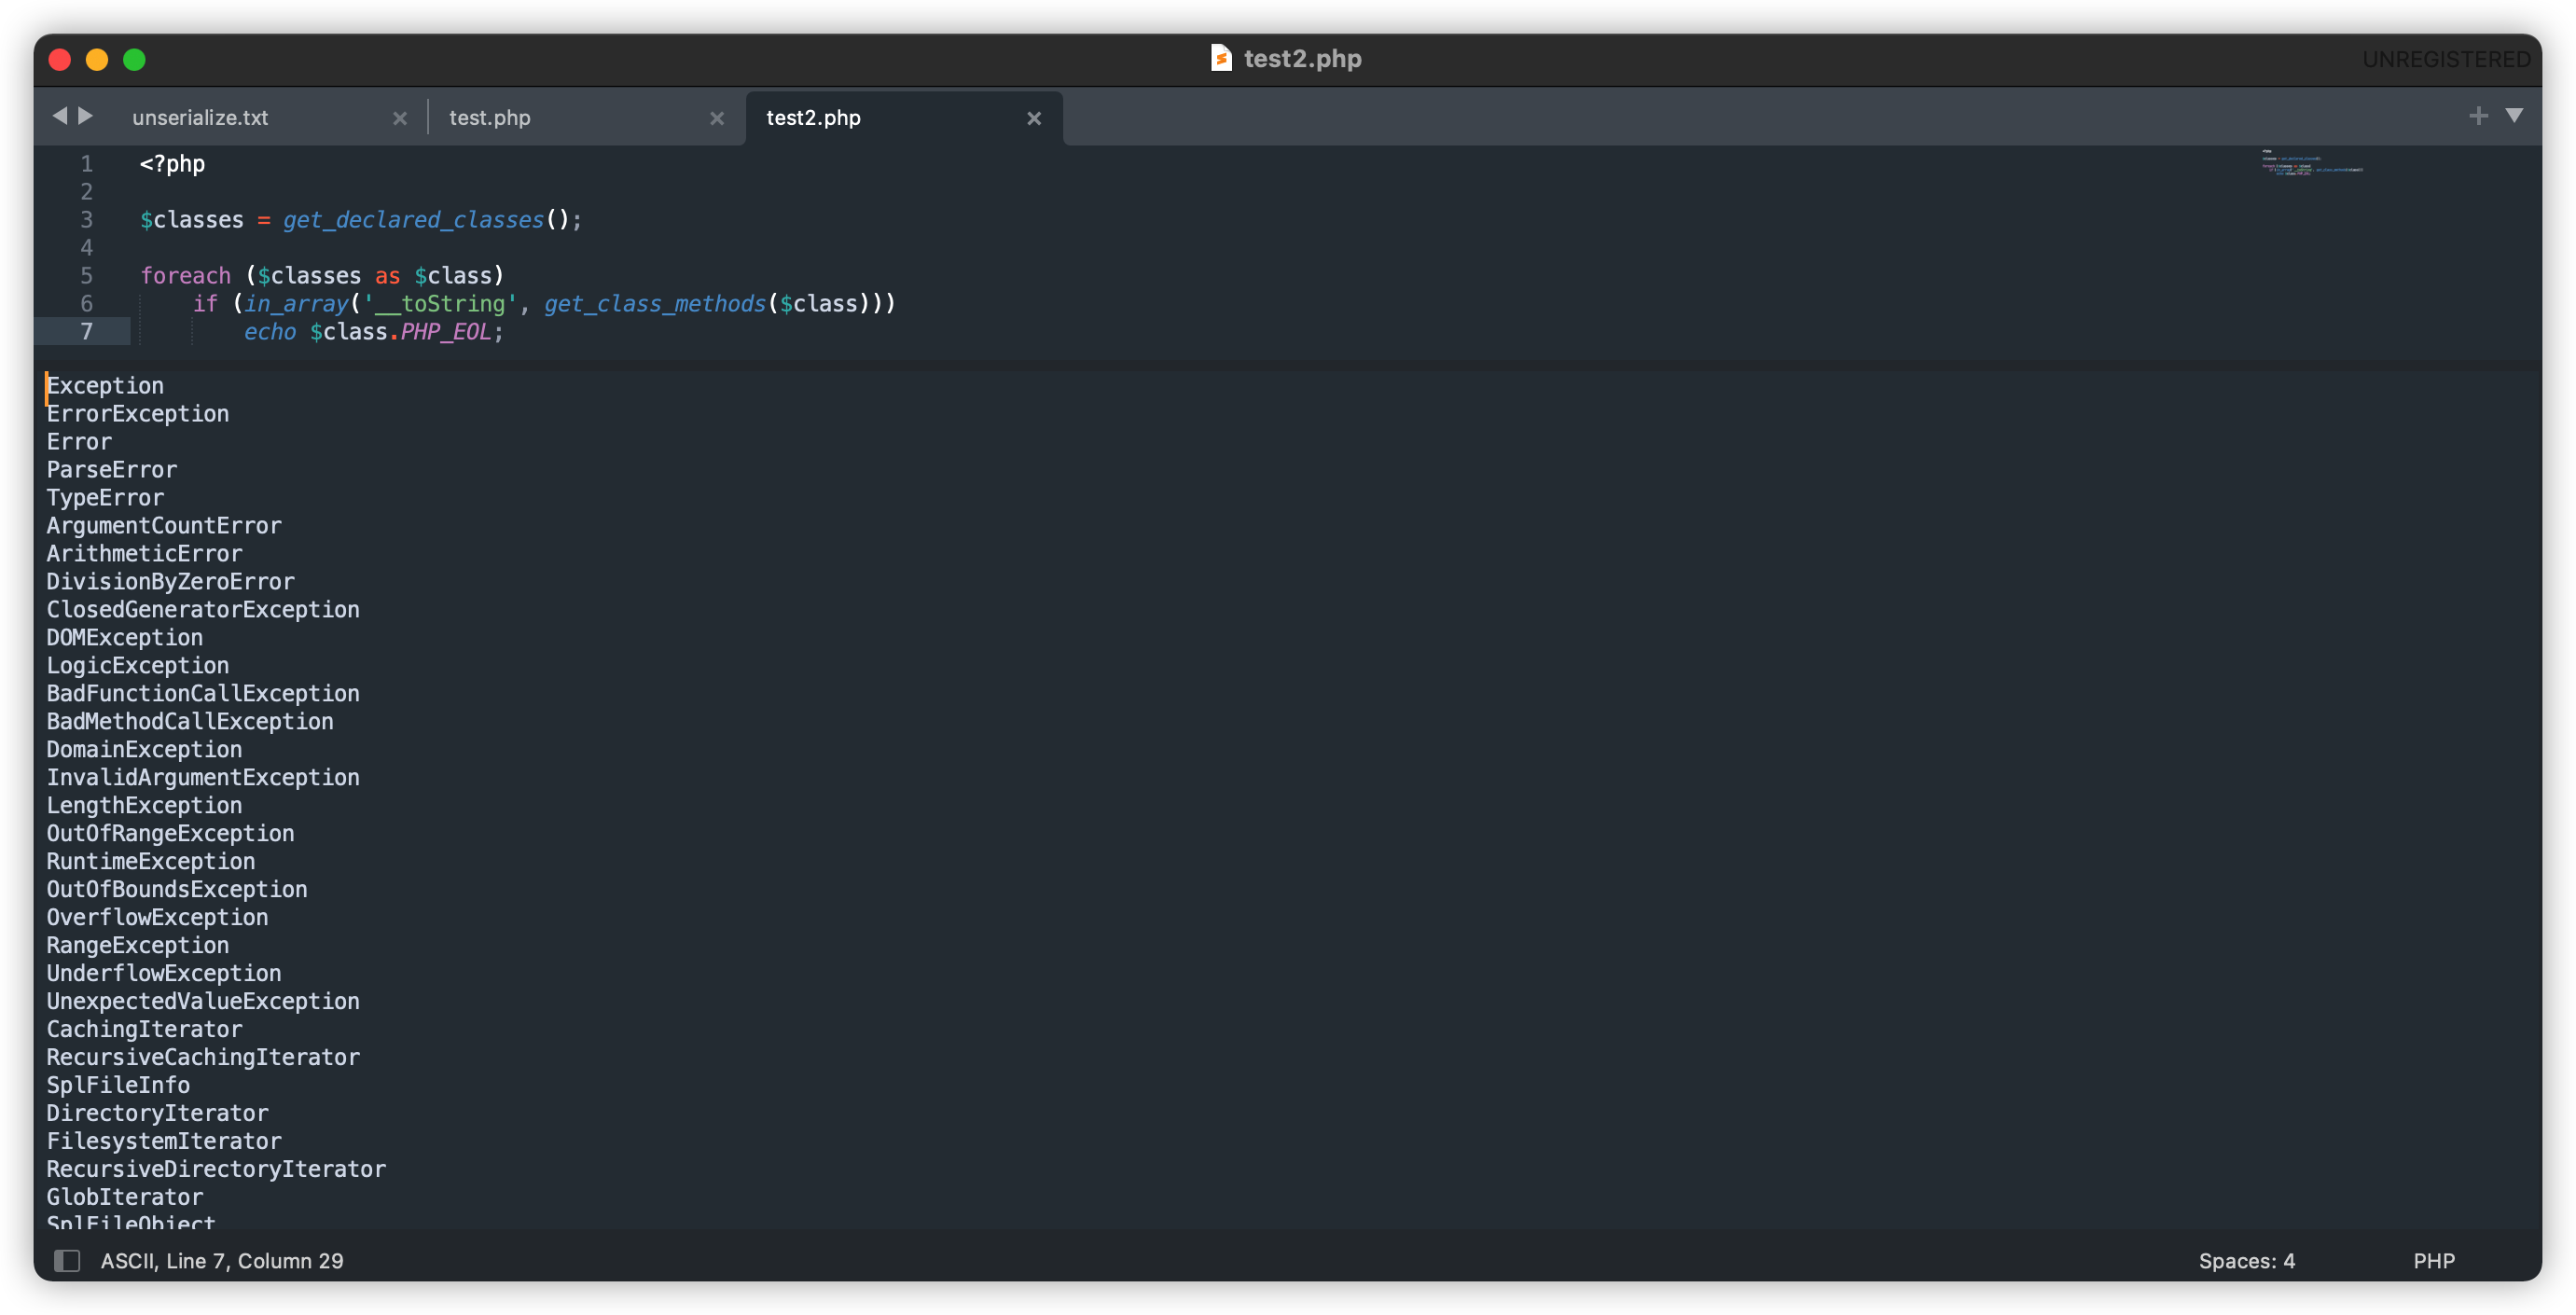 test2.php
UNREGISTERED
unserialize.txt
test.php
test2.php
1 <?php
2
3 $classes = get_declared_classes();
4
5 foreach ($classes as $class)
6     if (in_array('__toString', get_class_methods($class)))
7         echo $class.PHP_EOL;
Exception
ErrorException
Error
ParseError
TypeError
ArgumentCountError
ArithmeticError
DivisionByZeroError
ClosedGeneratorException
DOMException
LogicException
BadFunctionCallException
BadMethodCallException
DomainException
InvalidArgumentException
LengthException
OutOfRangeException
RuntimeException
OutOfBoundsException
OverflowException
RangeException
UnderflowException
UnexpectedValueException
CachingIterator
RecursiveCachingIterator
SplFileInfo
DirectoryIterator
FilesystemIterator
RecursiveDirectoryIterator
GlobIterator
SplFileObject
ASCII, Line 7, Column 29
Spaces: 4
PHP